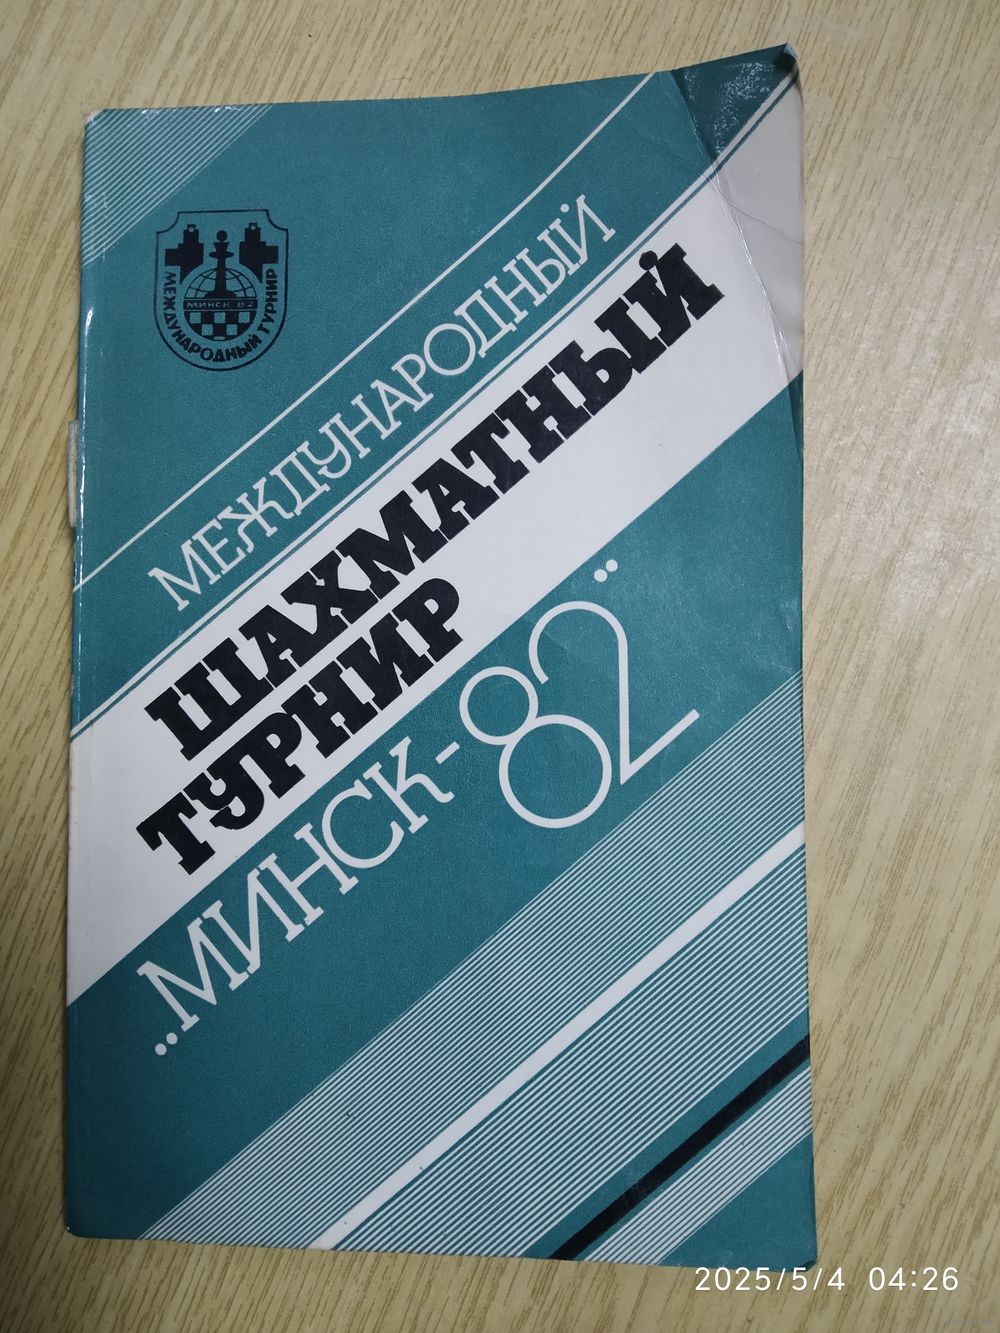 МИНСК 82
МЕЖДУНАРОДНЫЙ ТУРНИР
МЕЖДУНАРОДНЫЙ
ШАХМАТНЫЙ
ТУРНИР
„МИНСК-82"
2025/5/4 04:26